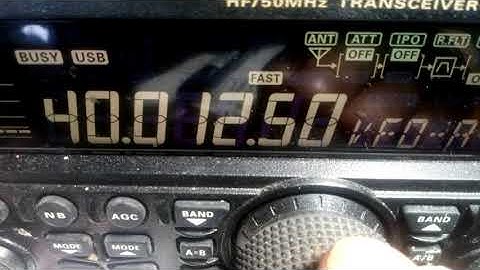 HF/50MHz TRANSCEIVER
ANT ATT IPO R.FLT
BUSY USB OFF OFF
FAST
40.012.50 VFO-A
NB AGC BAND BAND
MODE MODE A=B A/B